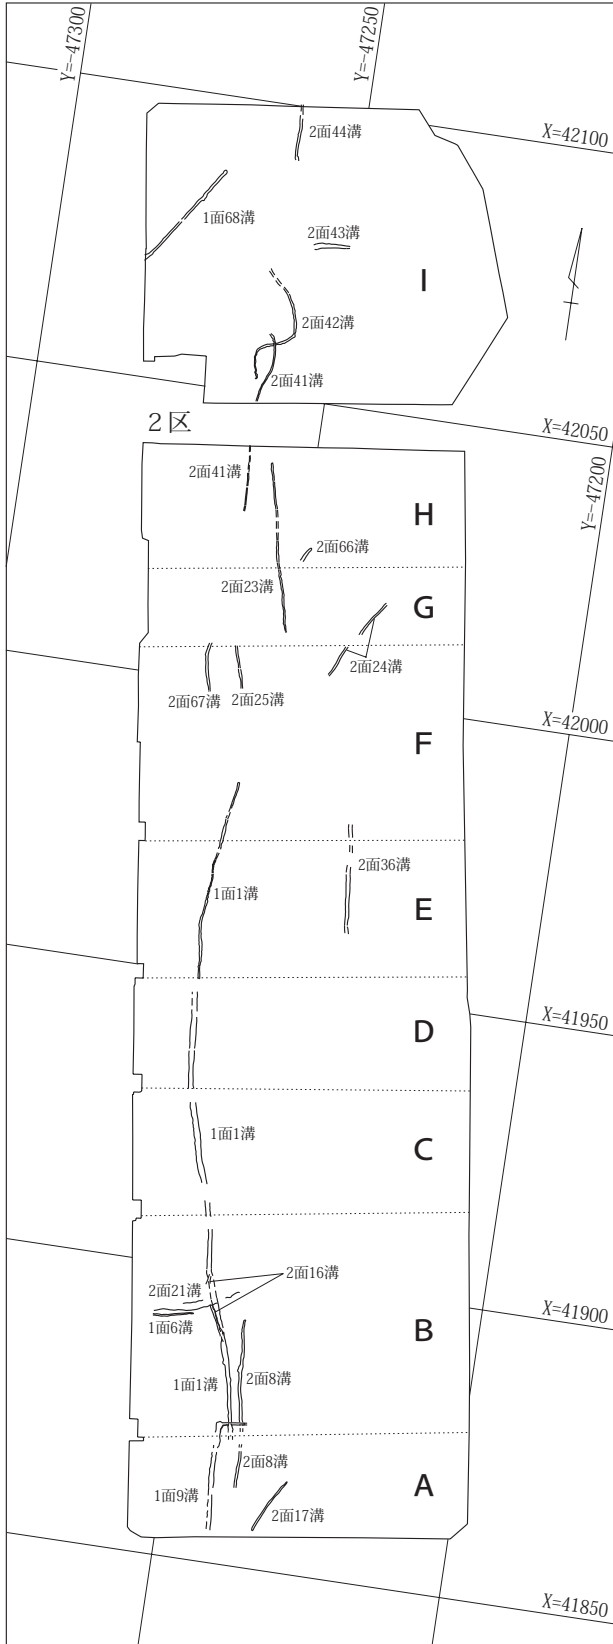 Y=-47300
Y=-47250
X=42100
2面44溝
1面68溝
2面43溝
I
2面42溝
2面41溝
2区
X=42050
Y=-47200
2面41溝
H
2面66溝
2面23溝
G
2面24溝
2面67溝
2面25溝
X=42000
F
2面36溝
1面1溝
E
X=41950
D
1面1溝
C
2面16溝
2面21溝
X=41900
1面6溝
B
1面1溝
2面8溝
2面8溝
A
1面9溝
2面17溝
X=41850